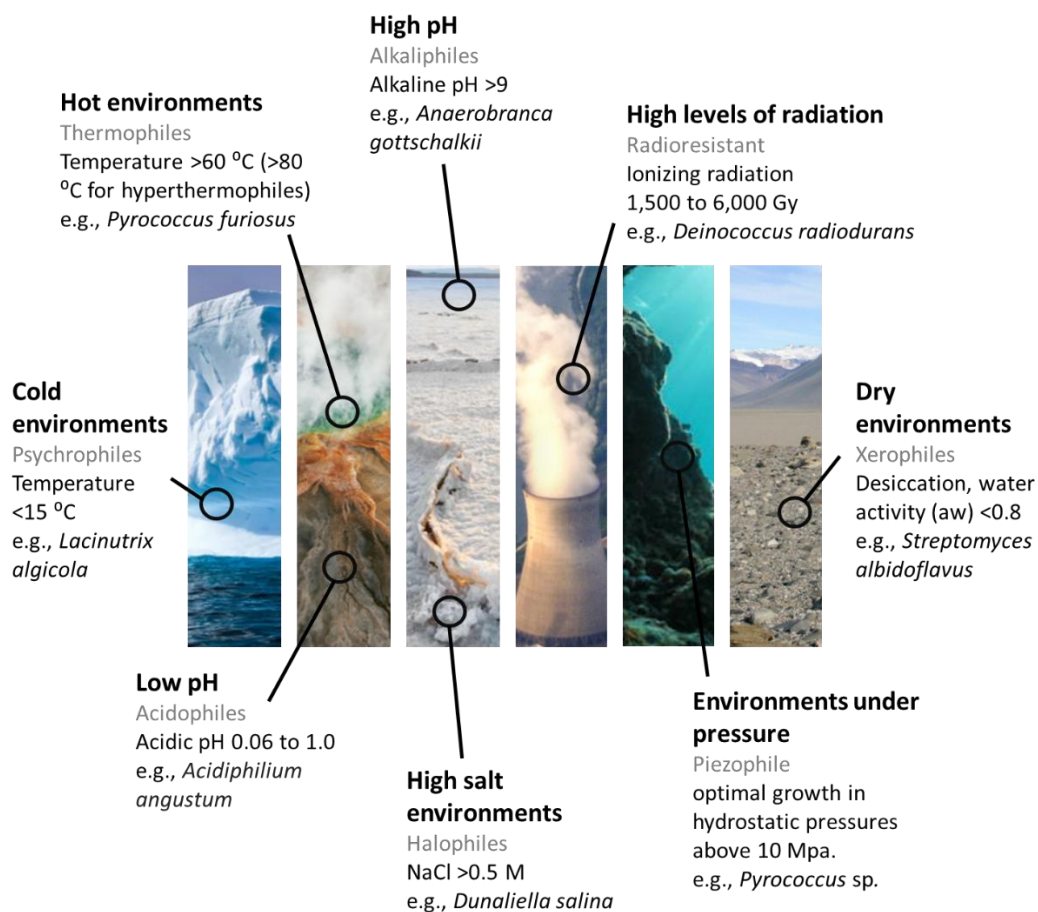 High pH
Alkaliphiles
Alkaline pH >9
e.g., Anaerobranca
gottschalkii
Hot environments
Thermophiles
Temperature >60 ⁰C (>80
⁰C for hyperthermophiles)
e.g., Pyrococcus furiosus
High levels of radiation
Radioresistant
Ionizing radiation
1,500 to 6,000 Gy
e.g., Deinococcus radiodurans
Cold
environments
Psychrophiles
Temperature
<15 ⁰C
e.g., Lacinutrix
algicola
Dry
environments
Xerophiles
Desiccation, water
activity (aw) <0.8
e.g., Streptomyces
albidoflavus
Low pH
Acidophiles
Acidic pH 0.06 to 1.0
e.g., Acidiphilium
angustum
High salt
environments
Halophiles
NaCl >0.5 M
e.g., Dunaliella salina
Environments under
pressure
Piezophile
optimal growth in
hydrostatic pressures
above 10 Mpa.
e.g., Pyrococcus sp.